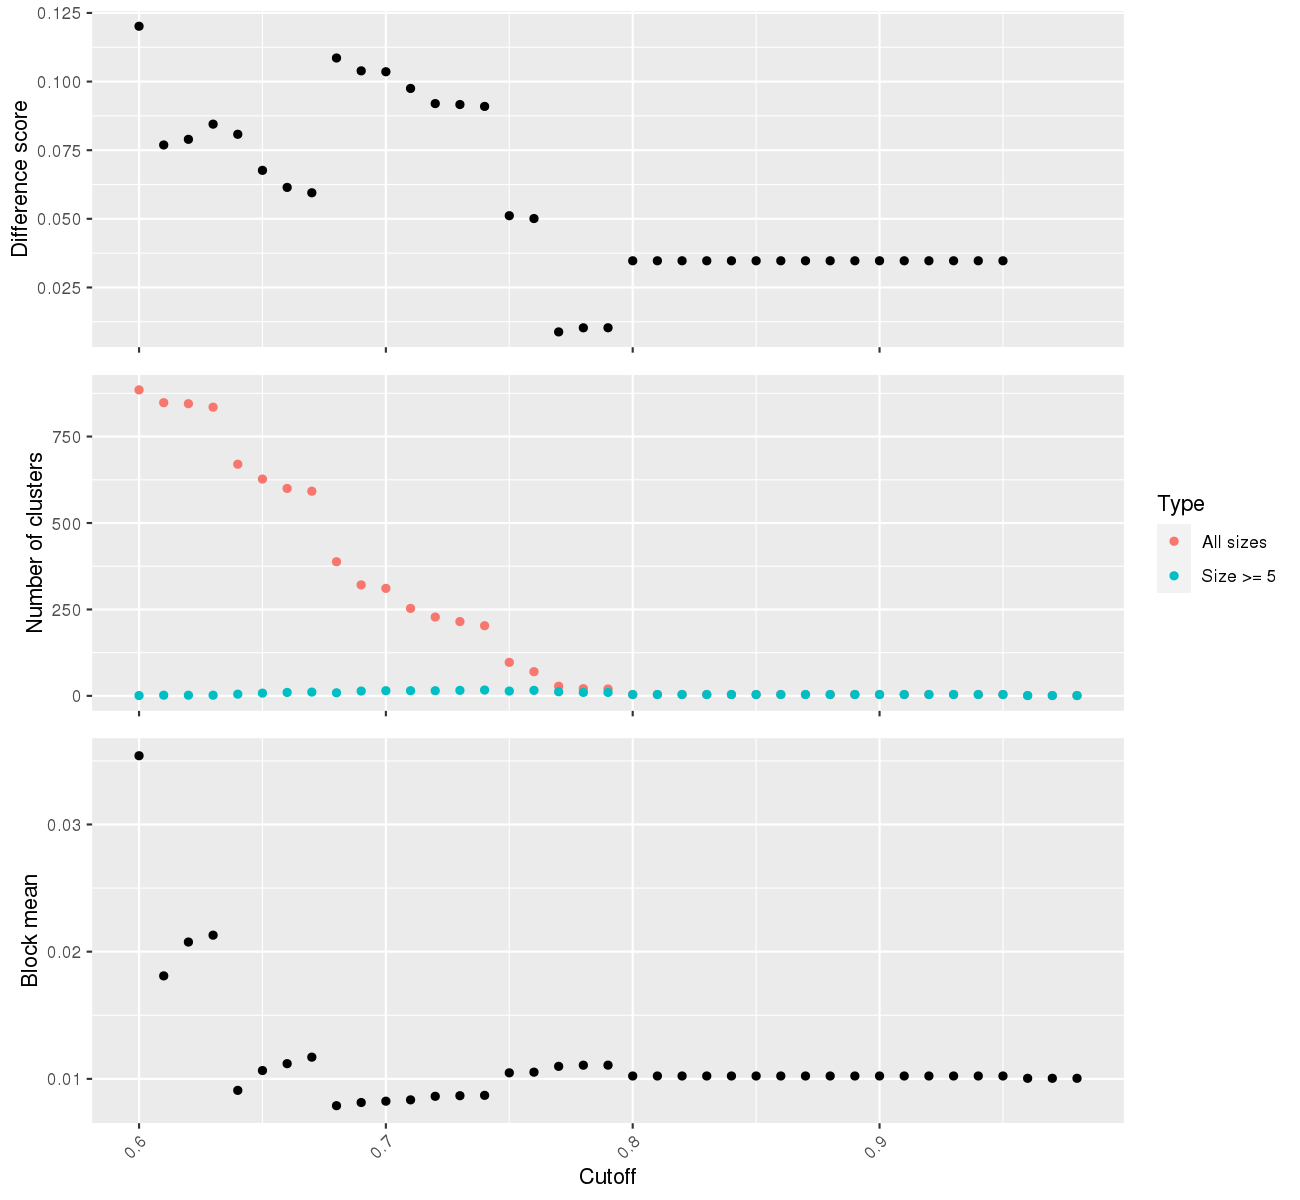 Difference score
0.125
0.100
0.075
0.050
0.025
Number of clusters
750
500
250
0
Type
All sizes
Size >= 5
Block mean
0.03
0.02
0.01
0.6
0.7
0.8
0.9
Cutoff